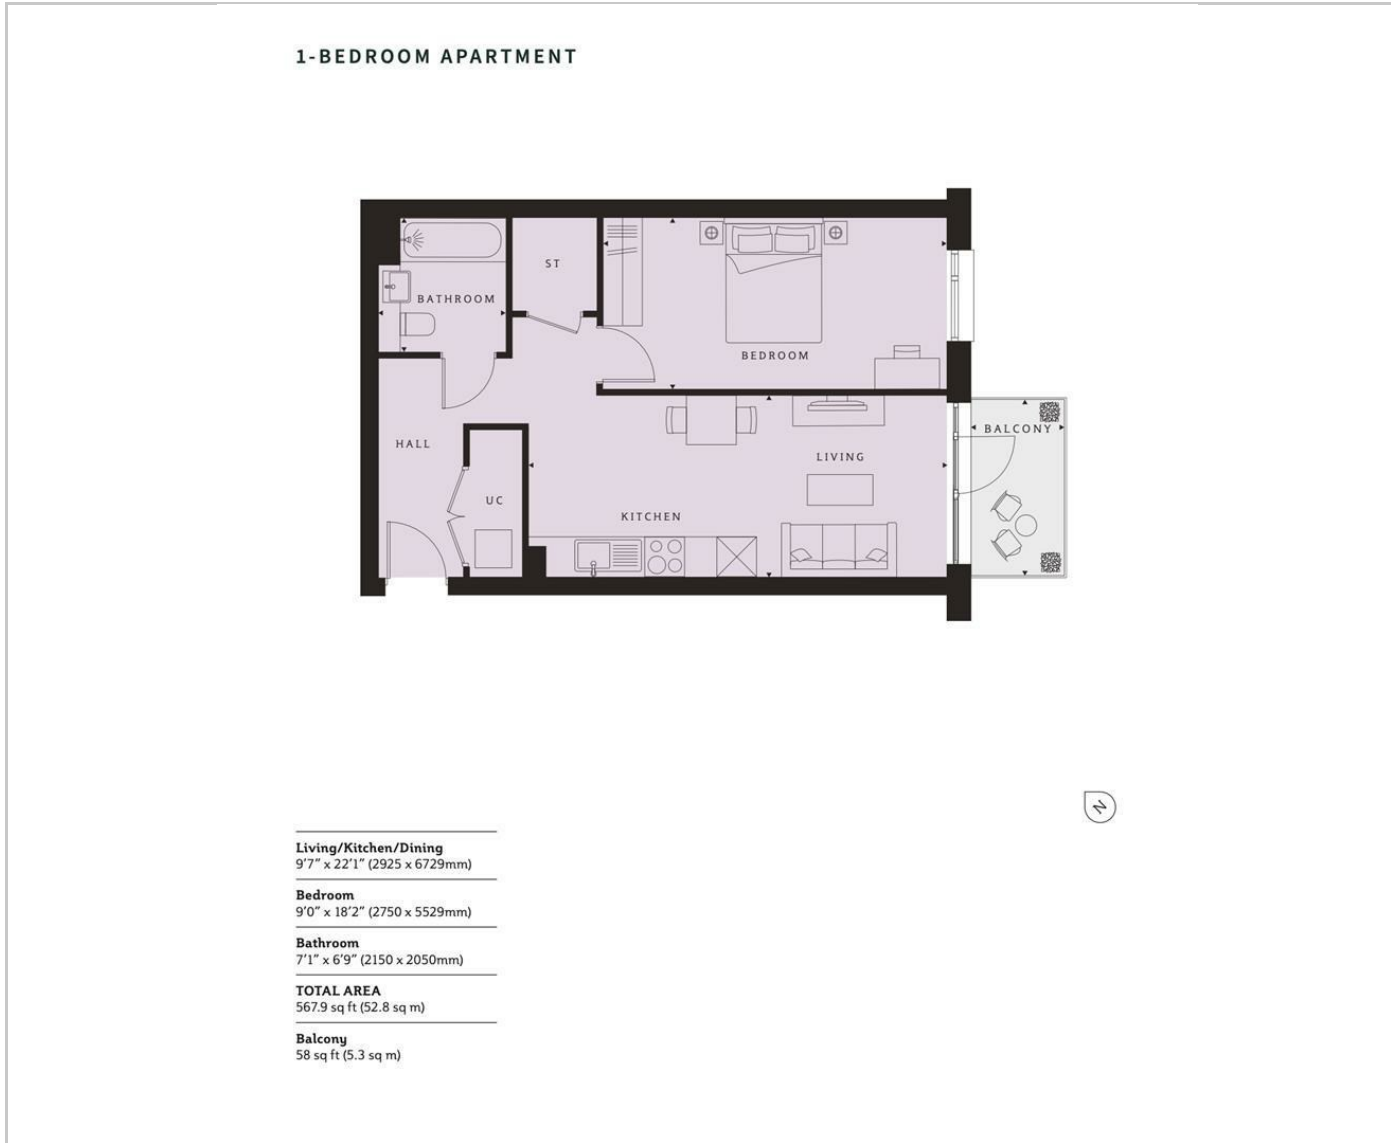 1-BEDROOM APARTMENT
ST
BATHROOM
BEDROOM
HALL
BALCONY
LIVING
UC
KITCHEN
N
Living/Kitchen/Dining
9'7" x 22'1" (2925 x 6729mm)
Bedroom
9'0" x 18'2" (2750 x 5529mm)
Bathroom
7'1" x 6'9" (2150 x 2050mm)
TOTAL AREA
567.9 sq ft (52.8 sq m)
Balcony
58 sq ft (5.3 sq m)